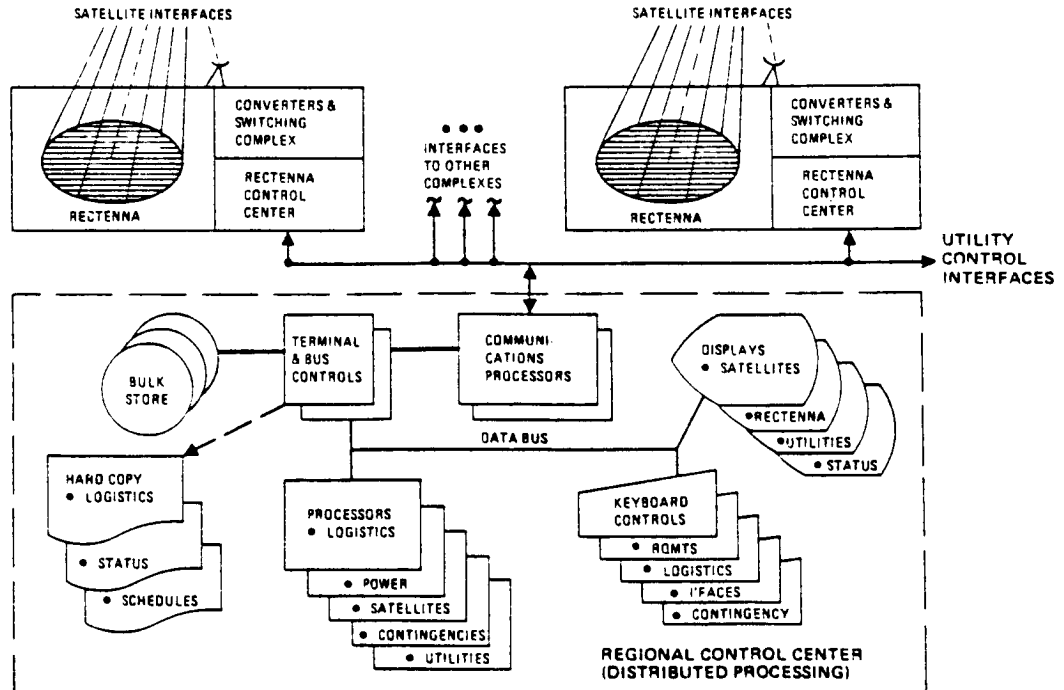 SATELLITE INTERFACES
SATELLITE INTERFACES
CONVERTERS &
SWITCHING
COMPLEX
RECTENNA
CONTROL
CENTER
RECTENNA
• • •
INTERFACES
TO OTHER
COMPLEXES
CONVERTERS &
SWITCHING
COMPLEX
RECTENNA
CONTROL
CENTER
RECTENNA
UTILITY
CONTROL
INTERFACES
BULK
STORE
TERMINAL
& BUS
CONTROLS
COMMUNI-
CATIONS
PROCESSORS
DISPLAYS
• SATELLITES
• RECTENNA
• UTILITIES
• STATUS
DATA BUS
HARD COPY
• LOGISTICS
• STATUS
• SCHEDULES
PROCESSORS
• LOGISTICS
• POWER
• SATELLITES
• CONTINGENCIES
• UTILITIES
KEYBOARD
CONTROLS
• RQMTS
• LOGISTICS
• I'FACES
• CONTINGENCY
REGIONAL CONTROL CENTER
(DISTRIBUTED PROCESSING)